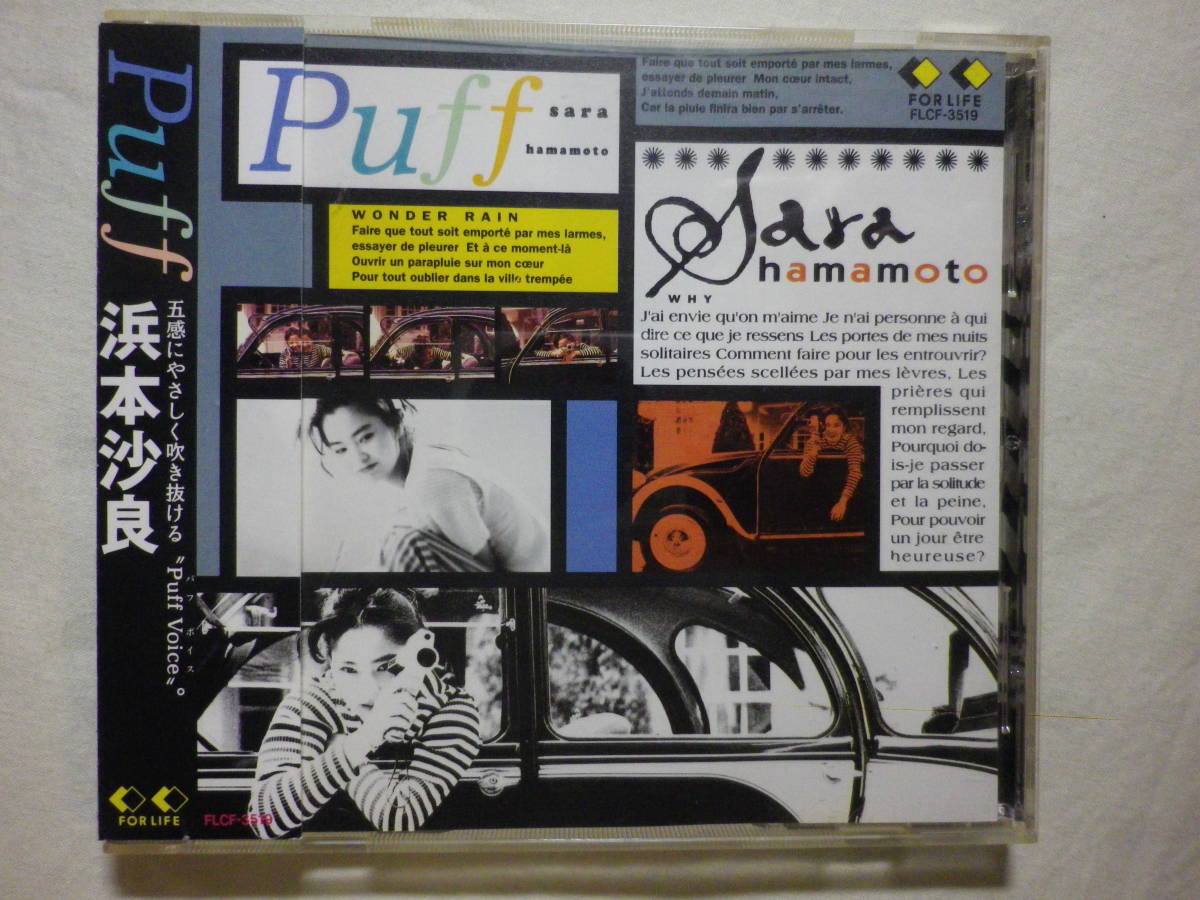 Puff
浜本沙良
五感にやさしく吹き抜ける
"Puff Voice"。
パフ ボイス
FOR LIFE
FLCF-3519
Puff
sara
hamamoto
WONDER RAIN
Faire que tout soit emporté par mes larmes,
essayer de pleurer Et à ce moment-là
Ouvrir un parapluie sur mon cœur
Pour tout oublier dans la ville trempée
Faire que tout soit emporté par mes larmes,
essayer de pleurer Mon cœur intact,
J'attends demain matin,
Car la pluie finira bien par s'arrêter.
FOR LIFE
FLCF-3519
Sara
hamamoto
WHY
J'ai envie qu'on m'aime Je n'ai personne à qui
dire ce que je ressens Les portes de mes nuits
solitaires Comment faire pour les entrouvrir?
Les pensées scellées par mes lèvres, Les
prières qui
remplissent
mon regard,
Pourquoi do-
is-je passer
par la solitude
et la peine,
Pour pouvoir
un jour être
heureuse?